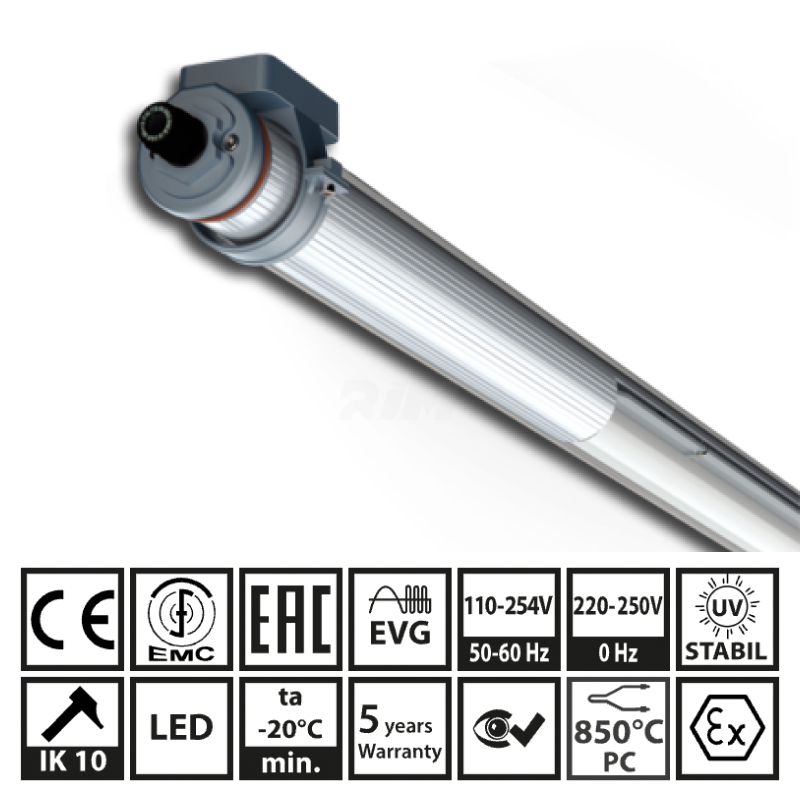 CE
EMC
EAC
EVG
110-254V
50-60 Hz
220-250V
0 Hz
UV
STABIL
IK 10
LED
ta
-20°C
min.
5 years
Warranty
850°C
PC
Ex